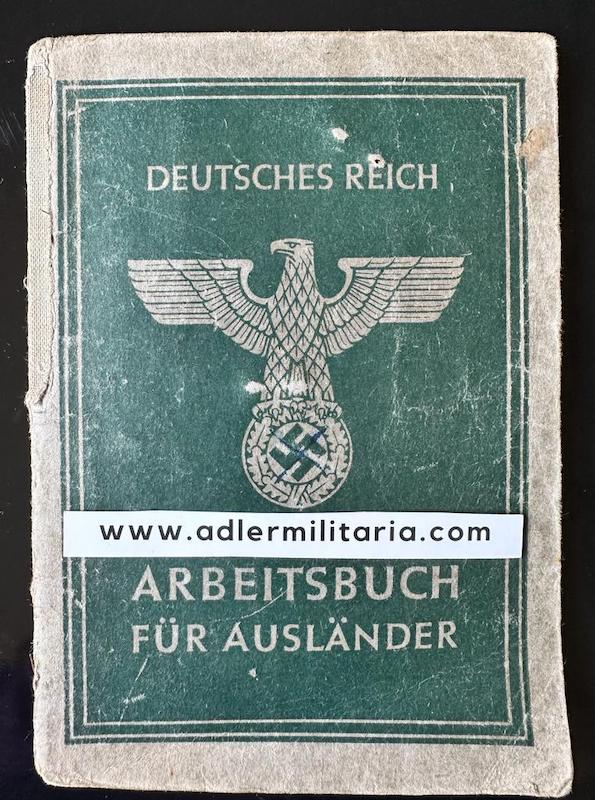 DEUTSCHES REICH
www.adlermilitaria.com
ARBEITSBUCH
FÜR AUSLÄNDER